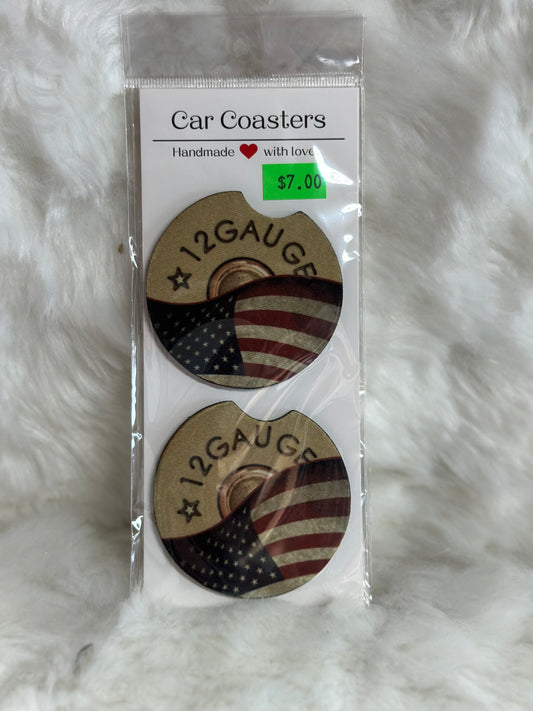 Car Coasters
Handmade ❤ with love
$7.00
12GAUGE
12GAUGE